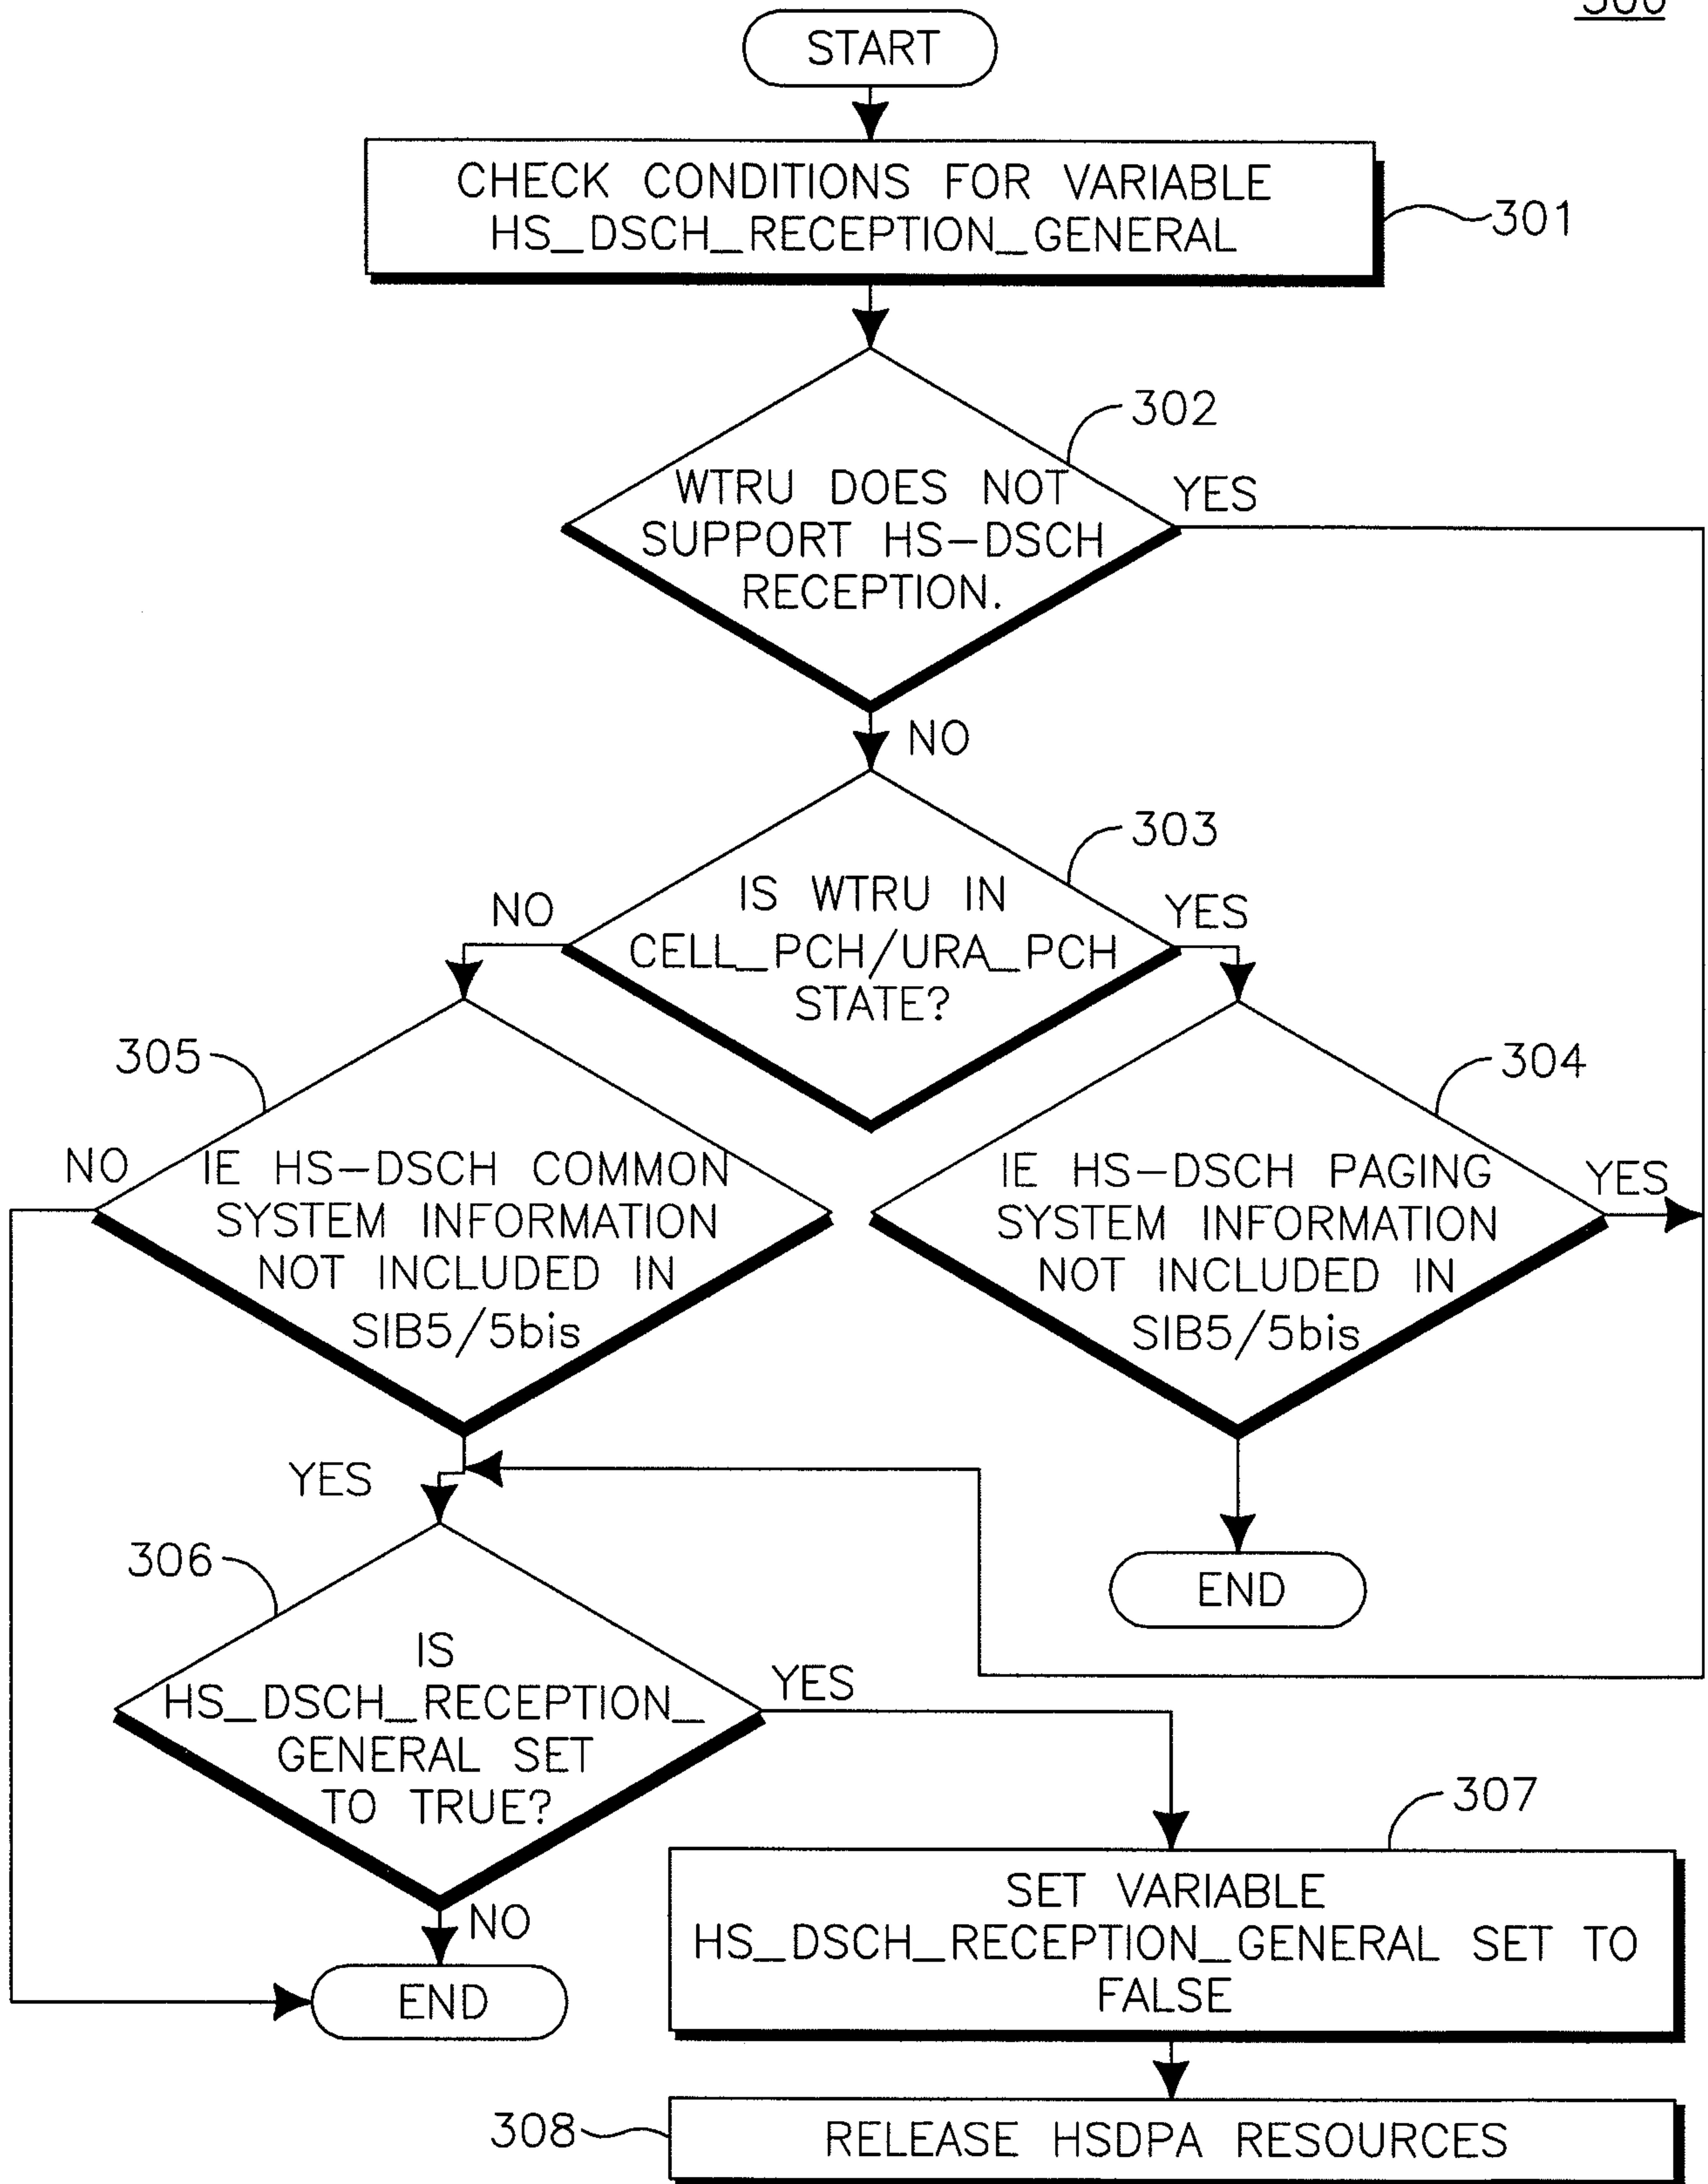 300
START
CHECK CONDITIONS FOR VARIABLE
HS_DSCH_RECEPTION_GENERAL
301
302
WTRU DOES NOT
SUPPORT HS-DSCH
RECEPTION.
YES
NO
303
IS WTRU IN
CELL_PCH/URA_PCH
STATE?
NO
YES
305
304
NO
IE HS-DSCH COMMON
SYSTEM INFORMATION
NOT INCLUDED IN
SIB5/5bis
IE HS-DSCH PAGING
SYSTEM INFORMATION
NOT INCLUDED IN
SIB5/5bis
YES
YES
306
END
IS
HS_DSCH_RECEPTION_
GENERAL SET
TO TRUE?
YES
307
NO
END
SET VARIABLE
HS_DSCH_RECEPTION_GENERAL SET TO
FALSE
308
RELEASE HSDPA RESOURCES